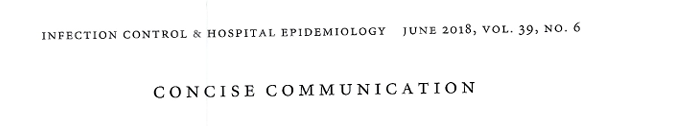 INFECTION CONTROL & HOSPITAL EPIDEMIOLOGY JUNE 2018, VOL. 39, NO. 6
CONCISE COMMUNICATION